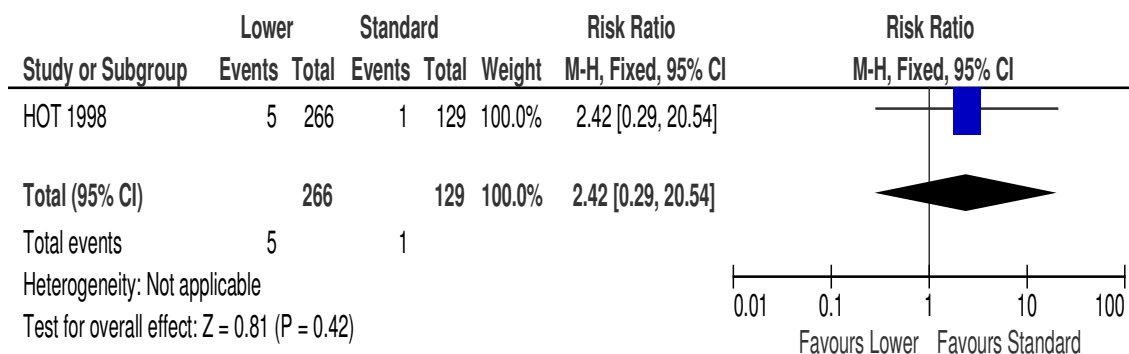 Lower Standard Risk Ratio Risk Ratio
Study or Subgroup Events Total Events Total Weight M-H, Fixed, 95% CI M-H, Fixed, 95% CI
HOT 1998 5 266 1 129 100.0% 2.42 [0.29, 20.54]
Total (95% CI) 266 129 100.0% 2.42 [0.29, 20.54]
Total events 5 1
Heterogeneity: Not applicable
Test for overall effect: Z = 0.81 (P = 0.42)
0.01 0.1 1 10 100
Favours Lower Favours Standard